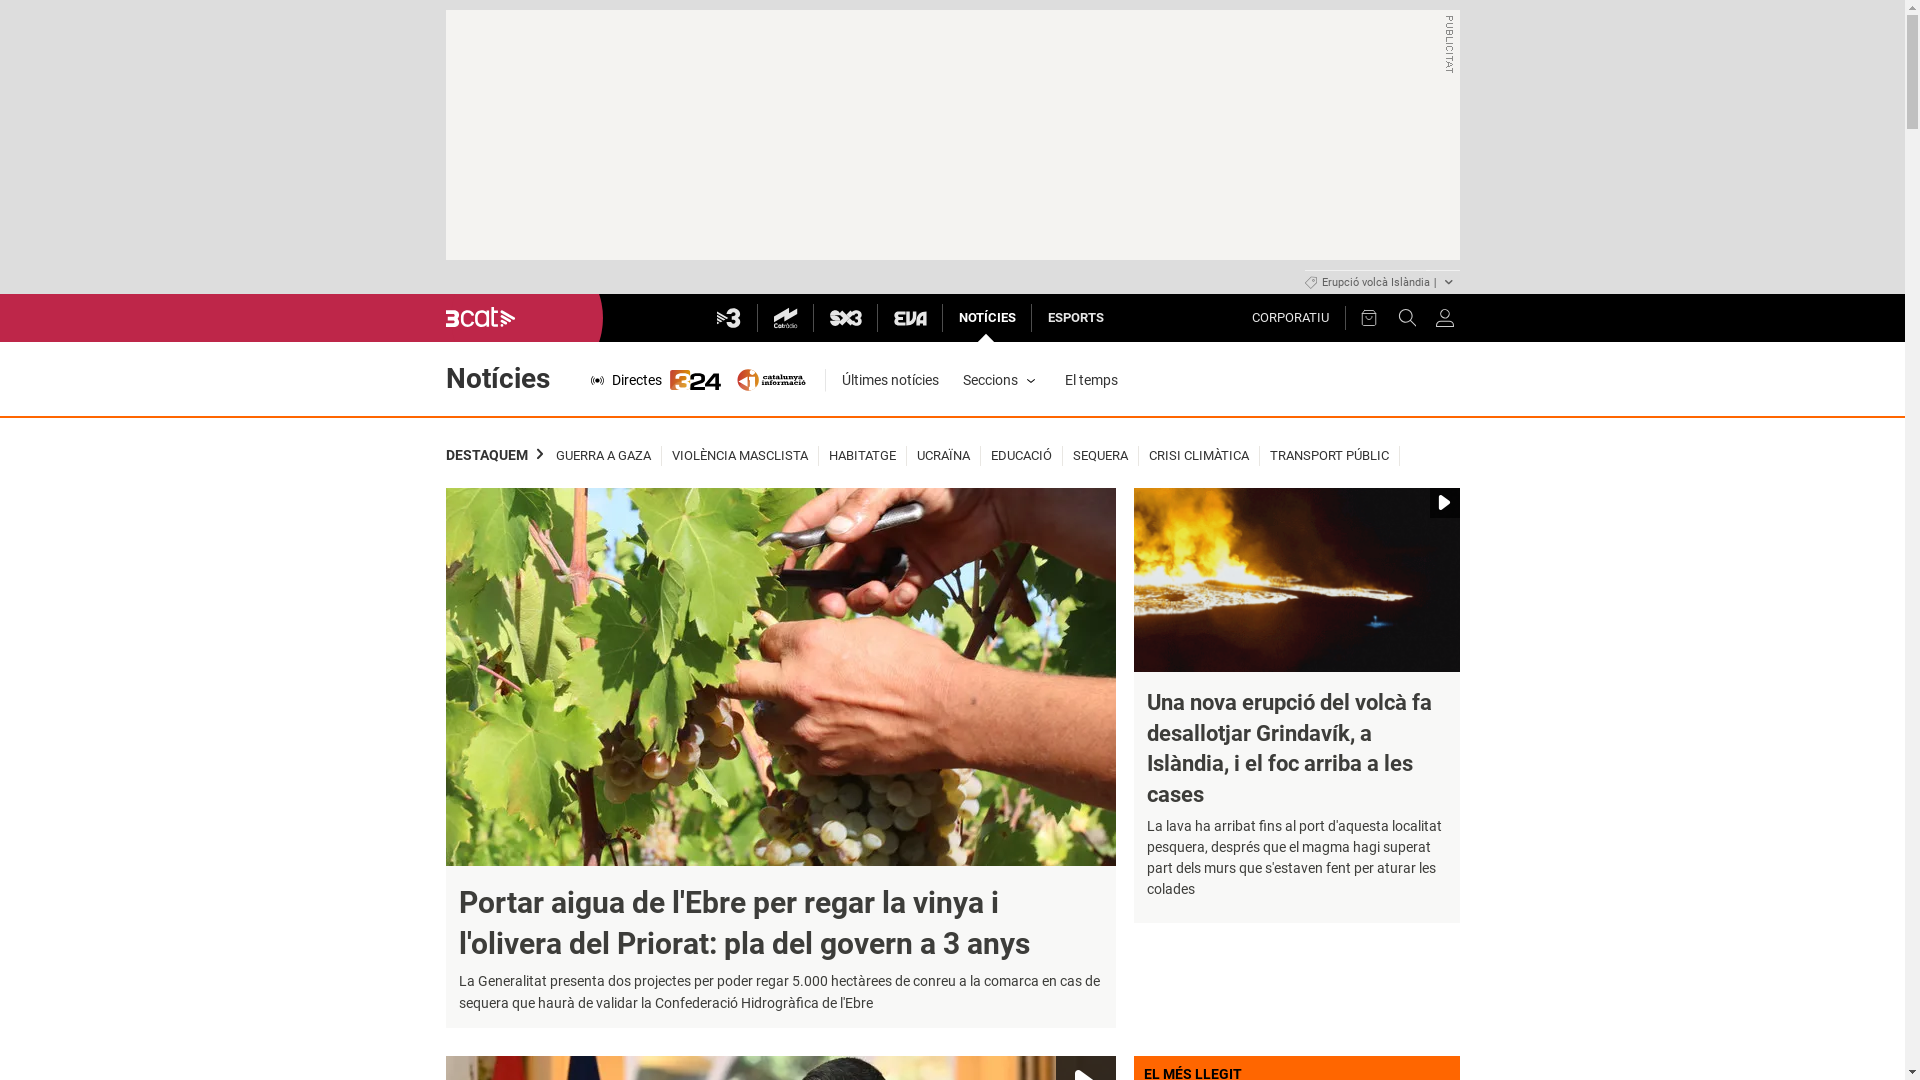 PUBLICITAT
Erupció volcà Islàndia |
3cat
3
Catràdio
SX3
EVA
NOTÍCIES
ESPORTS
CORPORATIU
Notícies
Directes
324
catalunya
informació
Últimes notícies
Seccions
El temps
DESTAQUEM
GUERRA A GAZA
VIOLÈNCIA MASCLISTA
HABITATGE
UCRAÏNA
EDUCACIÓ
SEQUERA
CRISI CLIMÀTICA
TRANSPORT PÚBLIC
Portar aigua de l'Ebre per regar la vinya i
l'olivera del Priorat: pla del govern a 3 anys
La Generalitat presenta dos projectes per poder regar 5.000 hectàrees de conreu a la comarca en cas de
sequera que haurà de validar la Confederació Hidrogràfica de l'Ebre
Una nova erupció del volcà fa
desallotjar Grindavík, a
Islàndia, i el foc arriba a les
cases
La lava ha arribat fins al port d'aquesta localitat
pesquera, després que el magma hagi superat
part dels murs que s'estaven fent per aturar les
colades
EL MÉS LLEGIT